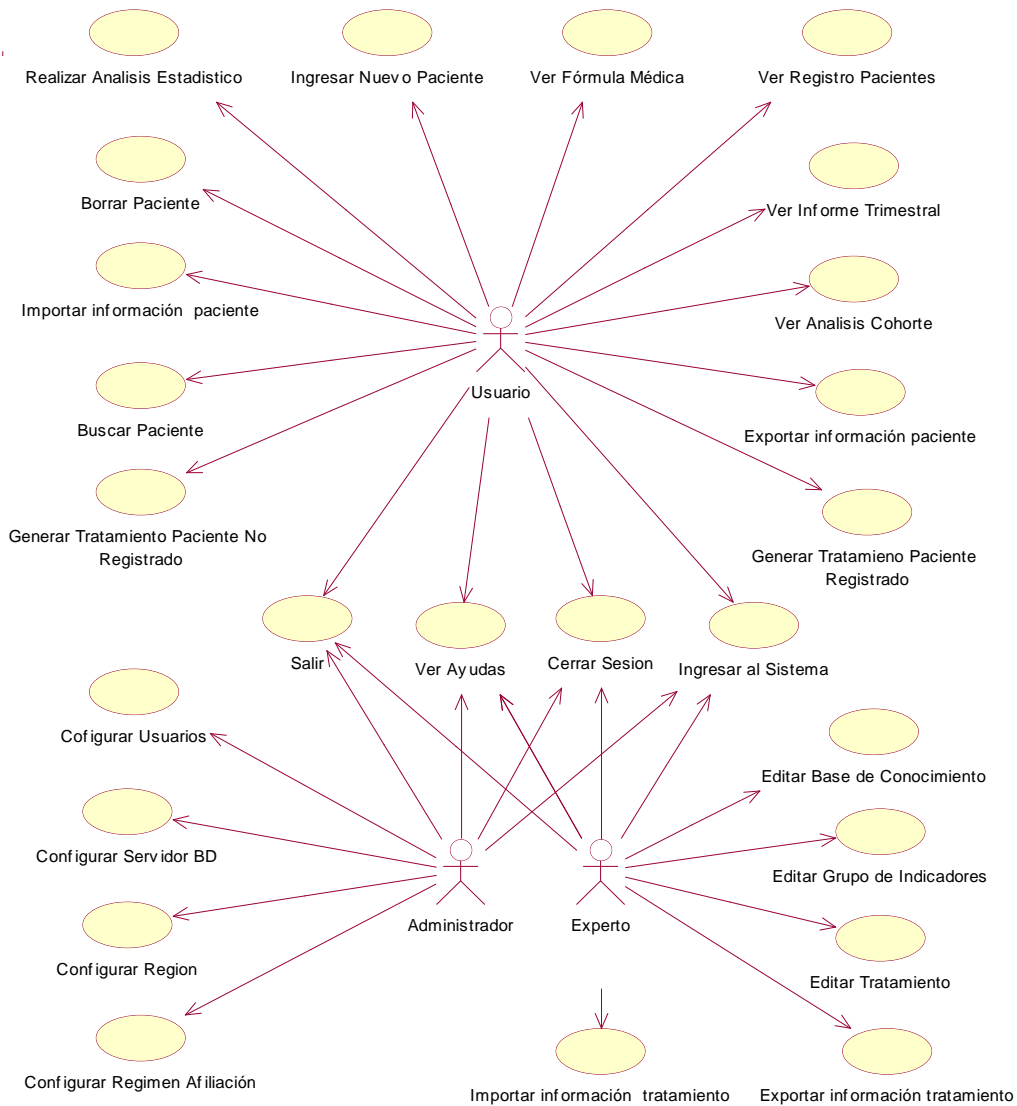 Realizar Analisis Estadistico
Ingresar Nuevo Paciente
Ver Fórmula Médica
Ver Registro Pacientes
Borrar Paciente
Ver Informe Trimestral
Importar información paciente
Ver Analisis Cohorte
Usuario
Buscar Paciente
Exportar información paciente
Generar Tratamiento Paciente No
Registrado
Generar Tratamieno Paciente
Registrado
Salir
Ver Ayudas
Cerrar Sesion
Ingresar al Sistema
Cofigurar Usuarios
Editar Base de Conocimiento
Configurar Servidor BD
Editar Grupo de Indicadores
Administrador
Experto
Configurar Region
Editar Tratamiento
Configurar Regimen Afiliación
Importar información tratamiento
Exportar información tratamiento